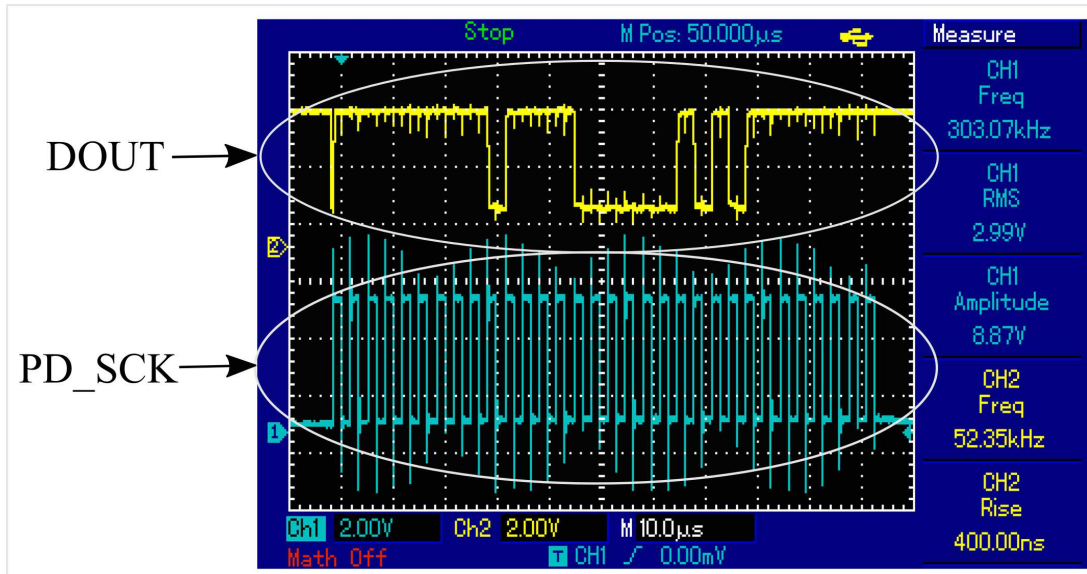 Stop
M Pos: 50.000µs
Measure
CH1
Freq
303.07kHz
CH1
RMS
2.99V
CH1
Amplitude
8.87V
CH2
Freq
52.35kHz
CH2
Rise
400.00ns
DOUT
2
PD_SCK
1
Ch1 2.00V Ch2 2.00V M 10.0µs
Math Off T CH1 0.00mV